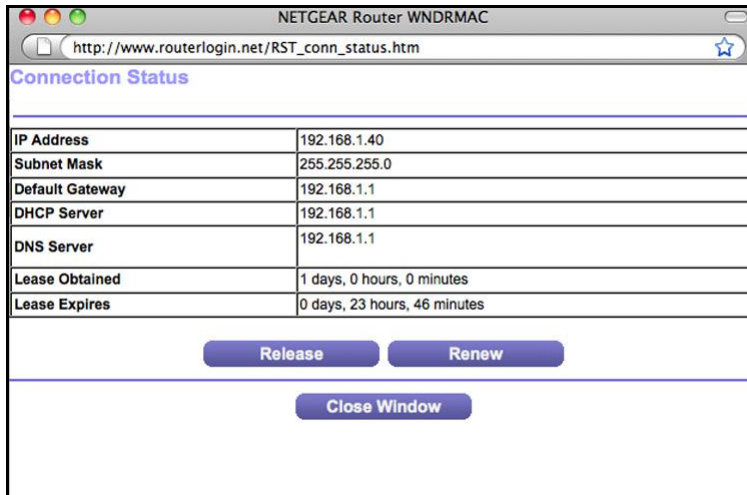 NETGEAR Router WNDRMAC
http://www.routerlogin.net/RST_conn_status.htm
Connection Status
IP Address 192.168.1.40
Subnet Mask 255.255.255.0
Default Gateway 192.168.1.1
DHCP Server 192.168.1.1
DNS Server 192.168.1.1
Lease Obtained 1 days, 0 hours, 0 minutes
Lease Expires 0 days, 23 hours, 46 minutes
Release Renew
Close Window